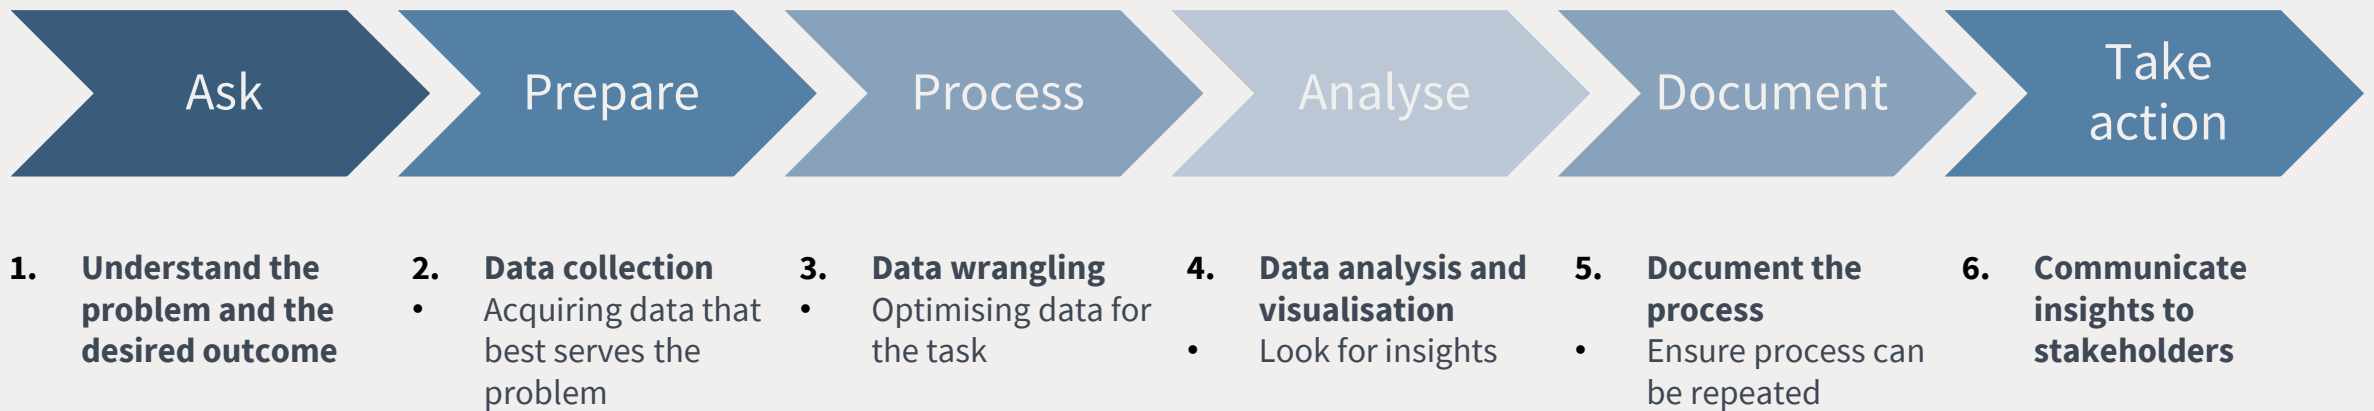 Ask
Prepare
Process
Analyse
Document
Take
action
1. Understand the
problem and the
desired outcome
2. Data collection
• Acquiring data that
best serves the
problem
3. Data wrangling
• Optimising data for
the task
4. Data analysis and
visualisation
• Look for insights
5. Document the
process
• Ensure process can
be repeated
6. Communicate
insights to
stakeholders